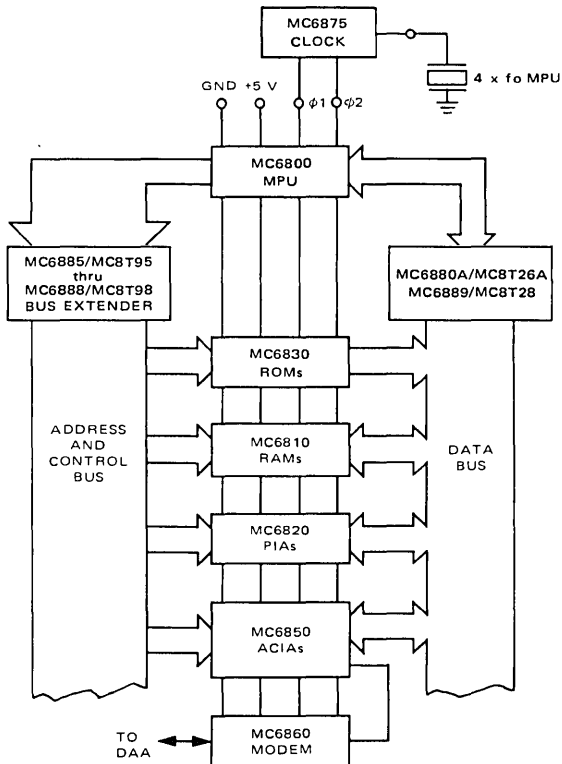 MC6875
CLOCK
4 x fo MPU
GND +5 V
φ1 φ2
MC6800
MPU
MC6885/MC8T95
thru
MC6888/MC8T98
BUS EXTENDER
MC6880A/MC8T26A
MC6889/MC8T28
MC6830
ROMs
ADDRESS
AND
CONTROL
BUS
MC6810
RAMs
DATA
BUS
MC6820
PIAs
MC6850
ACIAs
TO
DAA
MC6860
MODEM